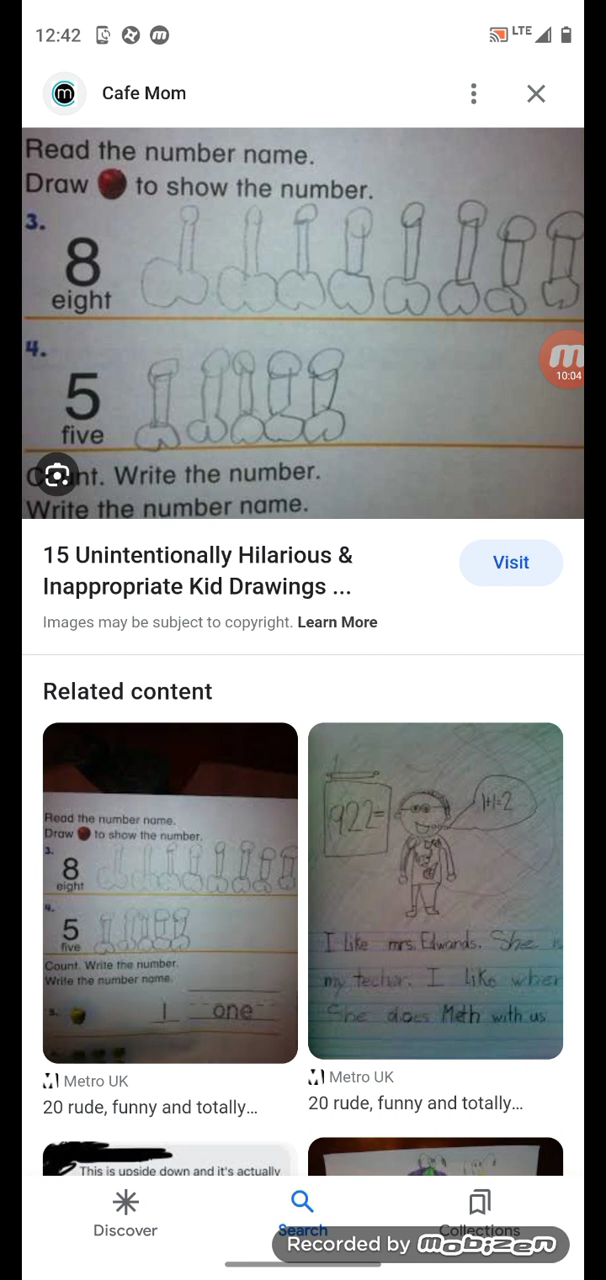 12:42
LTE
Cafe Mom
Read the number name.
Draw to show the number.
3.
8
eight
10:04
4.
5
five
Count. Write the number.
Write the number name.
15 Unintentionally Hilarious &
Inappropriate Kid Drawings ...
Visit
Images may be subject to copyright. Learn More
Related content
Read the number name.
Draw to show the number.
3.
8
eight
4.
5
five
Count. Write the number.
Write the number name.
1 one
922=
1+1=2
I like mrs. Edwards. She is
my techur. I like when
She does Meth with us
Metro UK
20 rude, funny and totally...
Metro UK
20 rude, funny and totally...
This is upside down and it's actually
Discover
Search
Collections
Recorded by mobizen